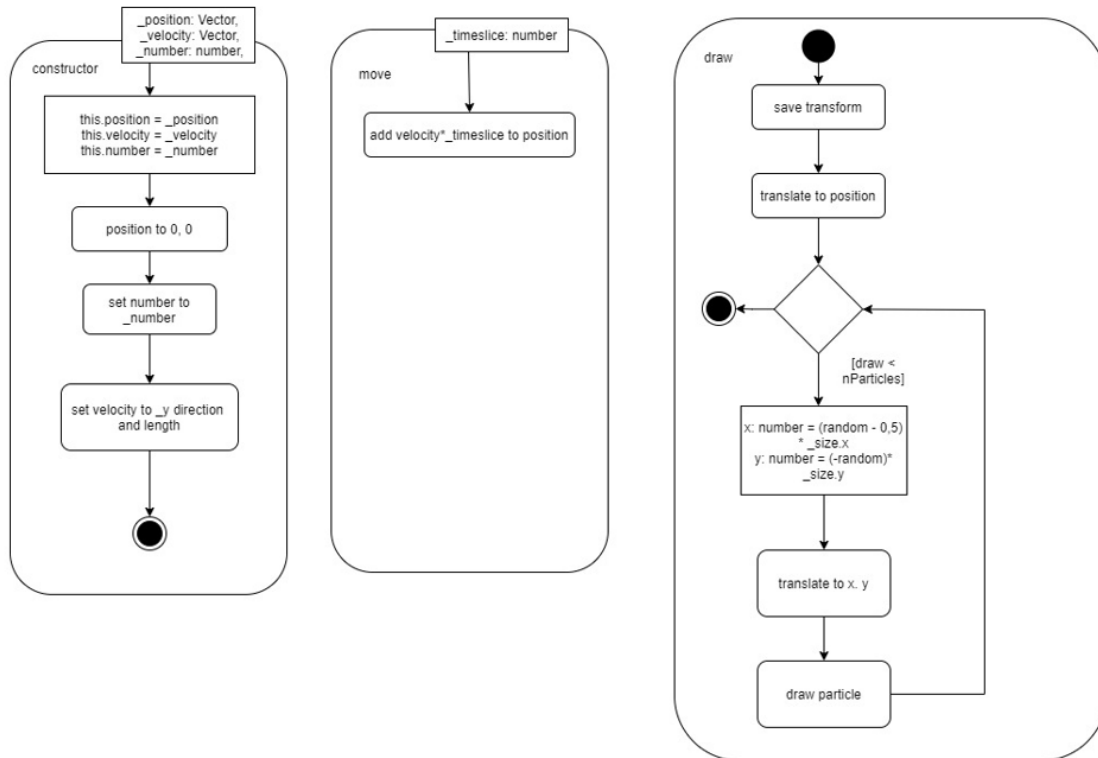 _position: Vector,
_velocity: Vector,
_number: number,
constructor
this.position = _position
this.velocity = _velocity
this.number = _number
position to 0, 0
set number to
_number
set velocity to _y direction
and length
_timeslice: number
move
add velocity*_timeslice to position
draw
save transform
translate to position
[draw <
nParticles]
x: number = (random - 0,5)
* _size.x
y: number = (-random)*
_size.y
translate to x. y
draw particle